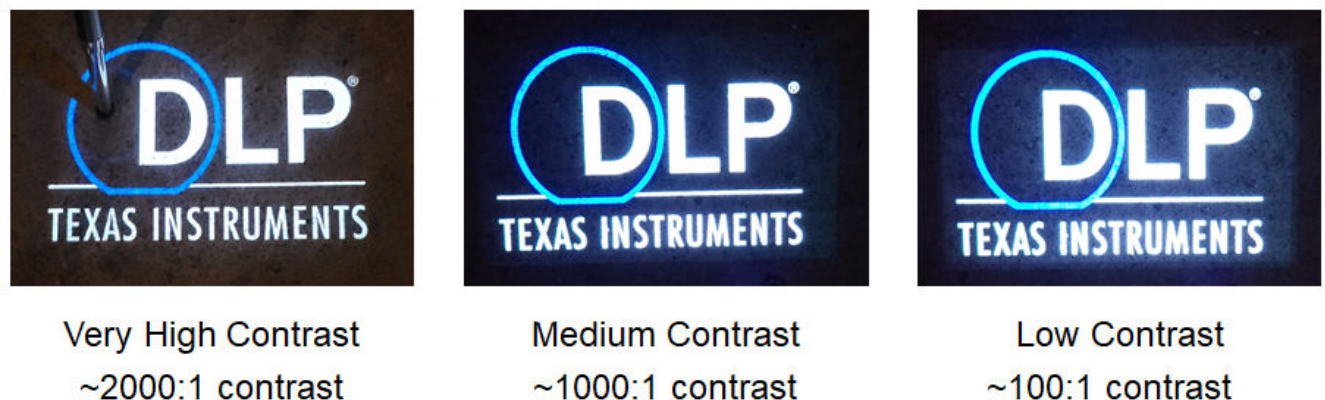 DLP®
TEXAS INSTRUMENTS
DLP®
TEXAS INSTRUMENTS
DLP®
TEXAS INSTRUMENTS
Very High Contrast
~2000:1 contrast
Medium Contrast
~1000:1 contrast
Low Contrast
~100:1 contrast